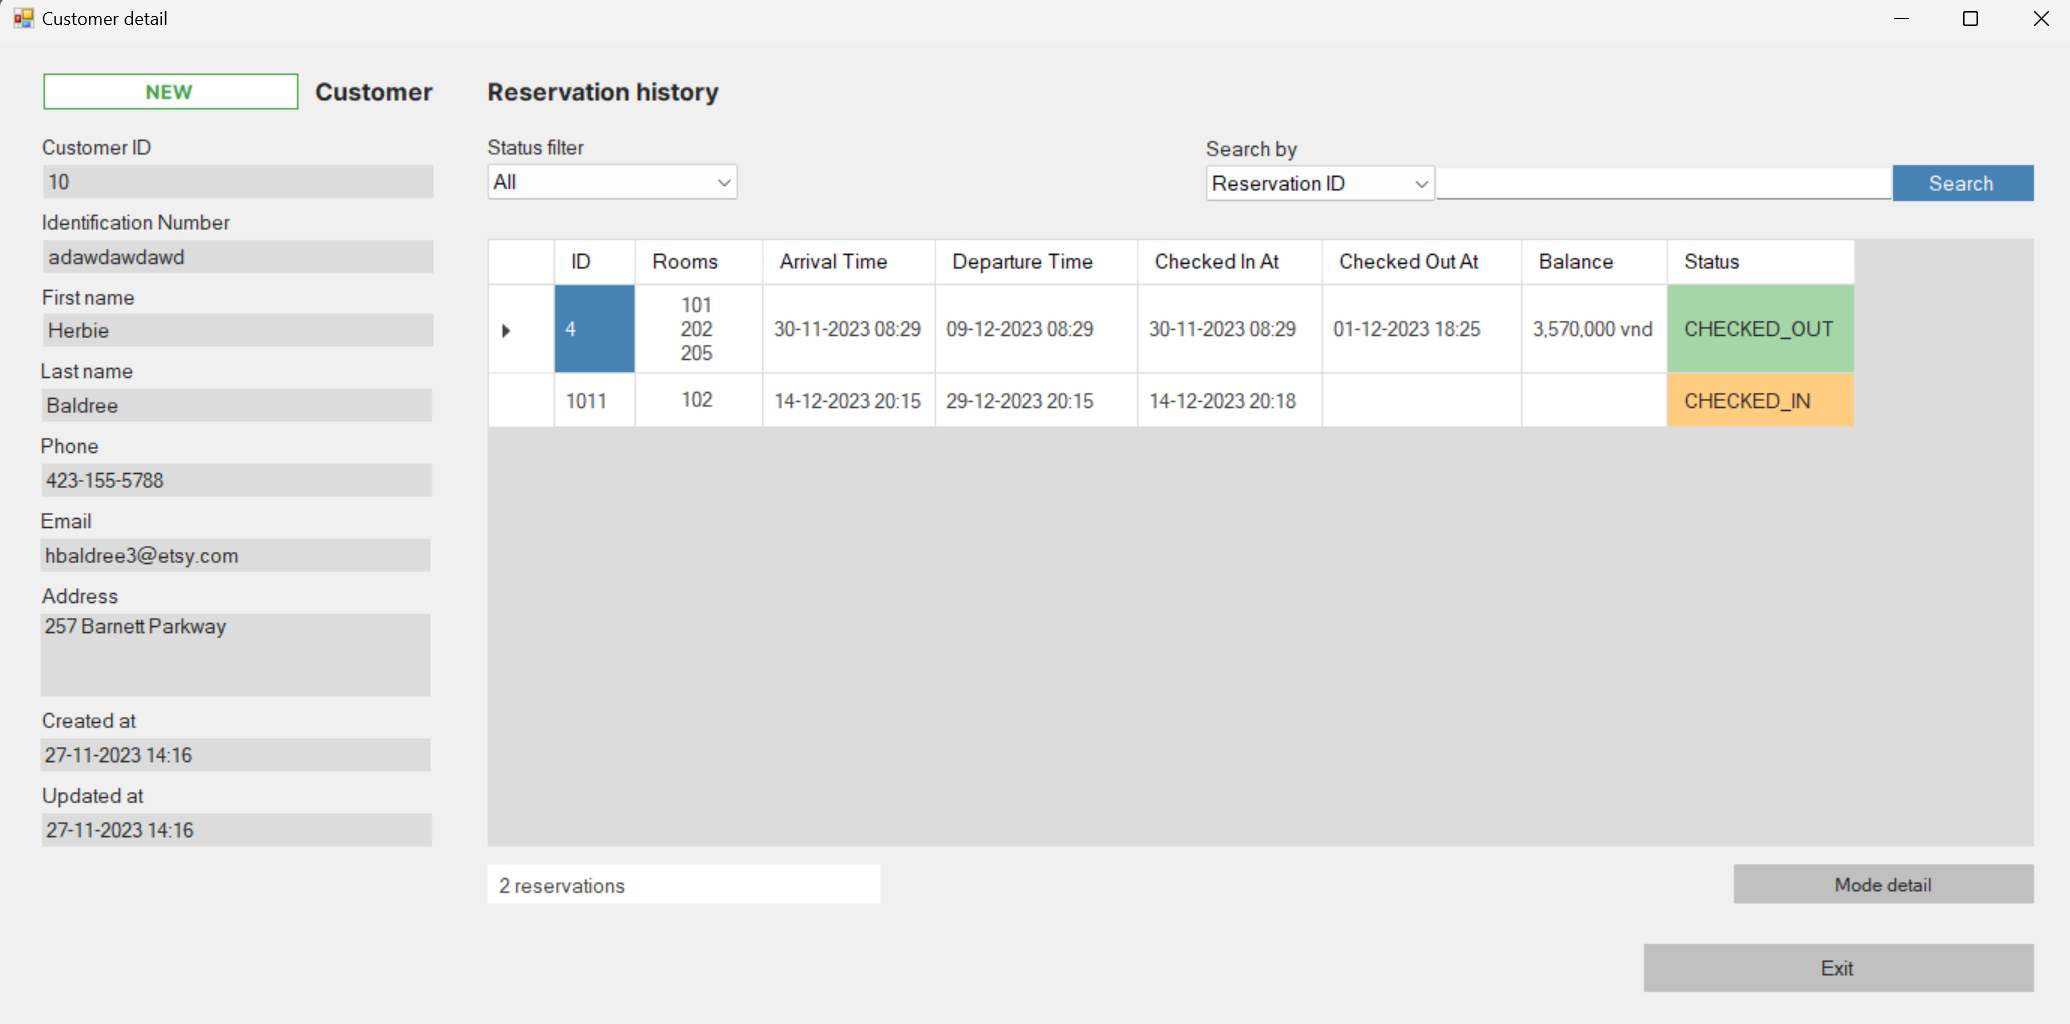 Customer detail
NEW
Customer
Customer ID
10
Identification Number
adawdawdawd
First name
Herbie
Last name
Baldree
Phone
423-155-5788
Email
hbaldree3@etsy.com
Address
257 Barnett Parkway
Created at
27-11-2023 14:16
Updated at
27-11-2023 14:16
Reservation history
Status filter
All
Search by
Reservation ID
Search
ID Rooms Arrival Time Departure Time Checked In At Checked Out At Balance Status
4 101 202 205 30-11-2023 08:29 09-12-2023 08:29 30-11-2023 08:29 01-12-2023 18:25 3,570,000 vnd CHECKED_OUT
1011 102 14-12-2023 20:15 29-12-2023 20:15 14-12-2023 20:18 CHECKED_IN
2 reservations
Mode detail
Exit